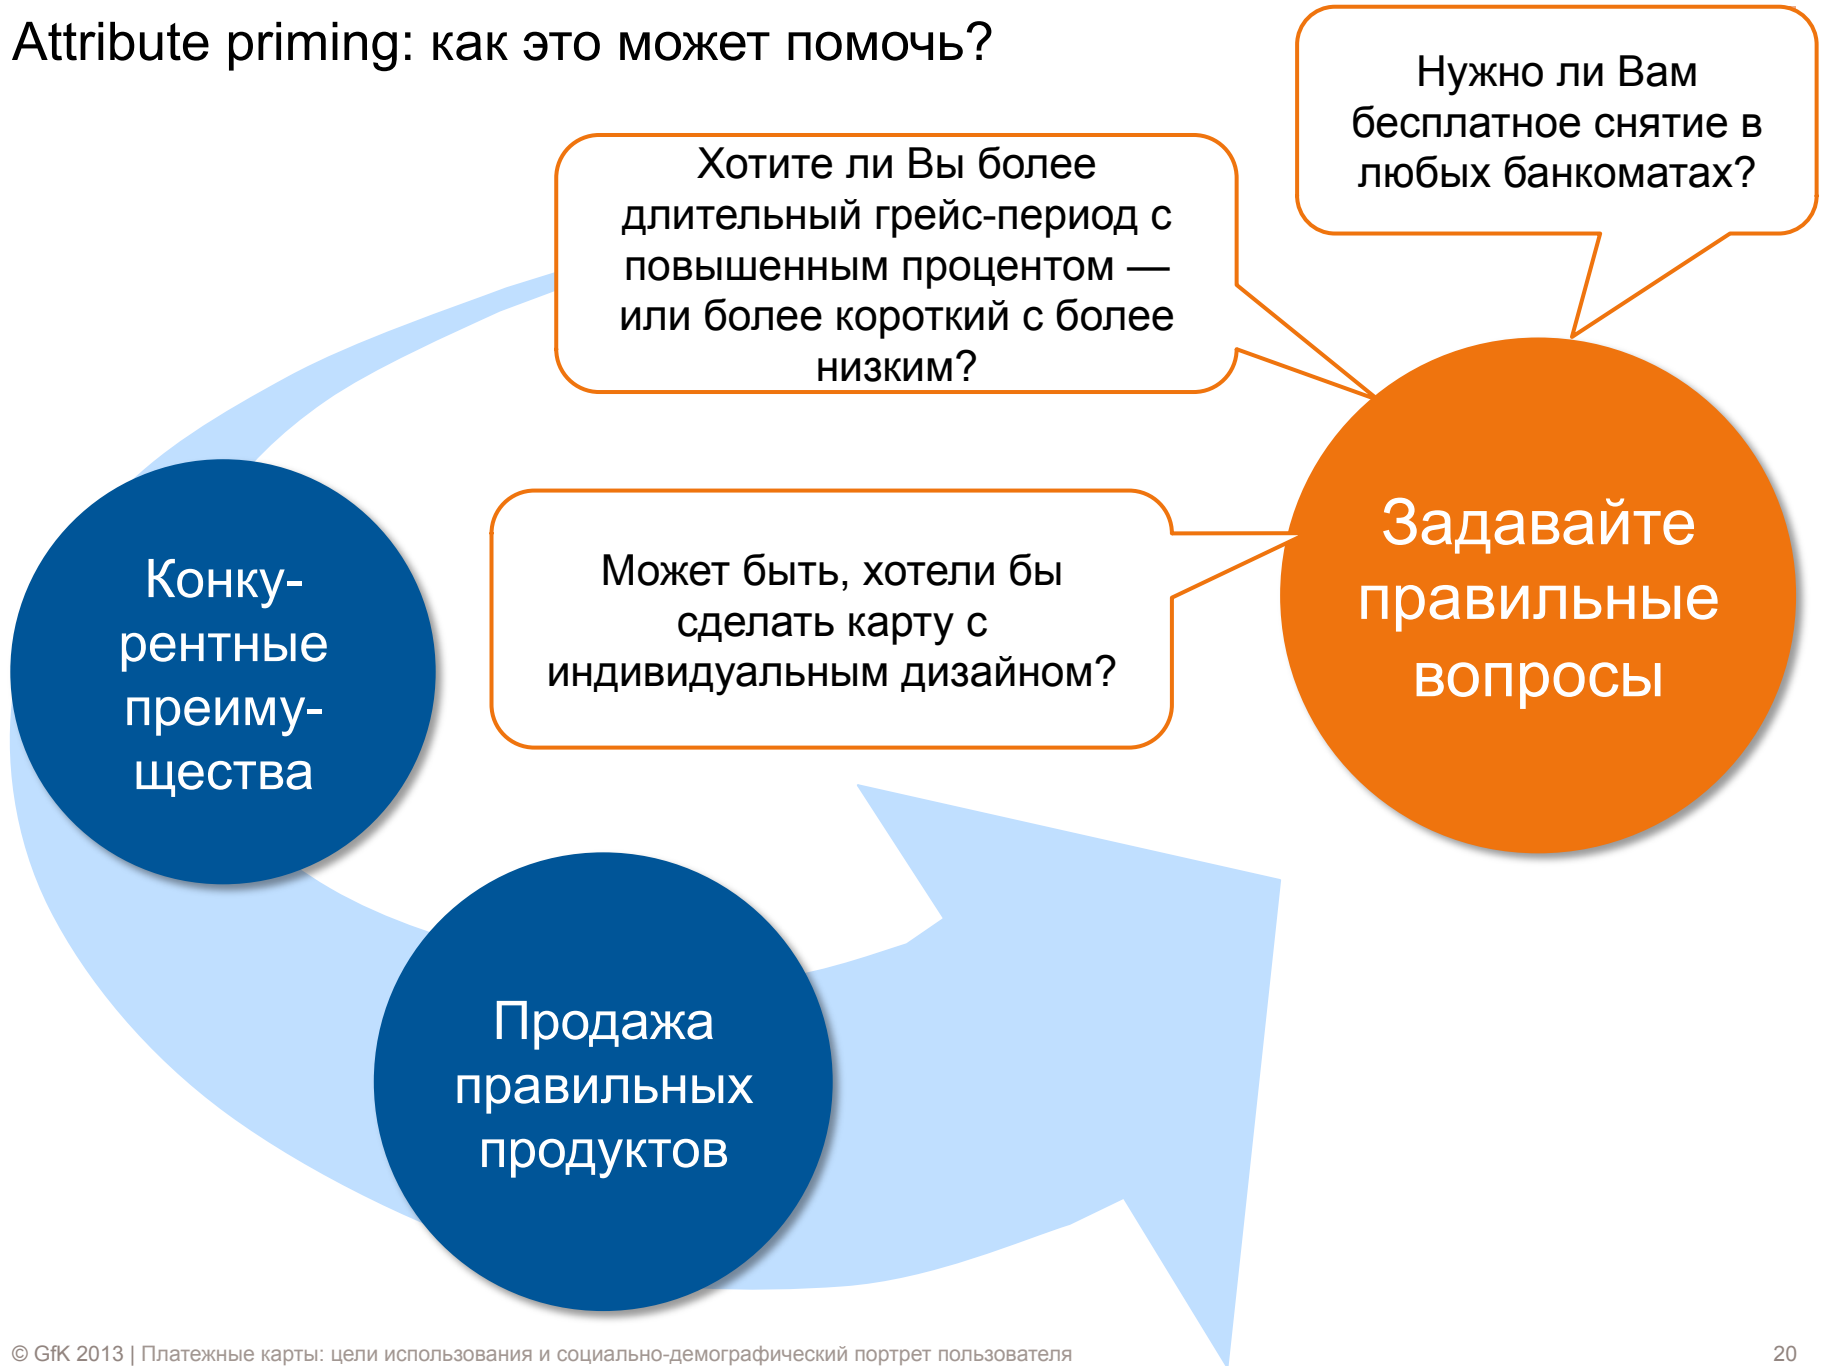 Attribute priming: как это может помочь?
Нужно ли Вам
бесплатное снятие в
любых банкоматах?
Хотите ли Вы более
длительный грейс-период с
повышенным процентом —
или более короткий с более
низким?
Может быть, хотели бы
сделать карту с
индивидуальным дизайном?
Задавайте
правильные
вопросы
Конку-
рентные
преиму-
щества
Продажа
правильных
продуктов
© GfK 2013 | Платежные карты: цели использования и социально-демографический портрет пользователя
20